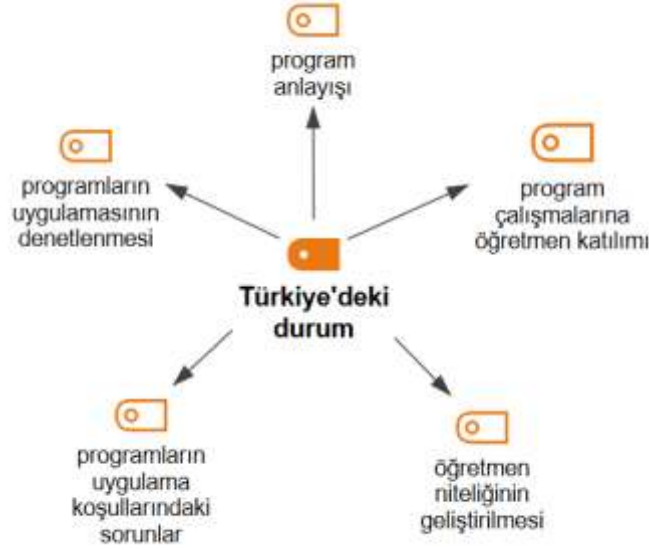 program
anlayışı
programların
uygulamasının
denetlenmesi
program
çalışmalarına
öğretmen katılımı
Türkiye'deki
durum
programların
uygulama
koşullarındaki
sorunlar
öğretmen
niteliğinin
geliştirilmesi